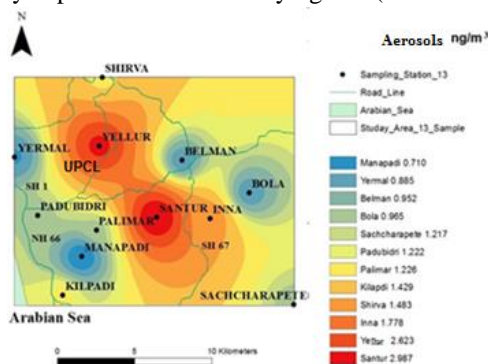 N
Aerosols ng/m³
SHIRVA
Sampling_Station_13
Road_Line
Arabian_Sea
Studay_Area_13_Sample
YELLUR
YERMAL
BELMAN
UPCL
BOLA
SH 1
PADUBIDRI
SANTUR
INNA
PALIMAR
NH 66
SH 67
MANAPADI
KILPADI
SACHCHARAPETE
Arabian Sea
0 5 10 Kilometers
Manapadi 0.710
Yermal 0.885
Belman 0.952
Bola 0.965
Sachcharapete 1.217
Padubidri 1.222
Palimar 1.226
Kilapdi 1.429
Shirva 1.483
Inna 1.778
2.623
Santur 2.987